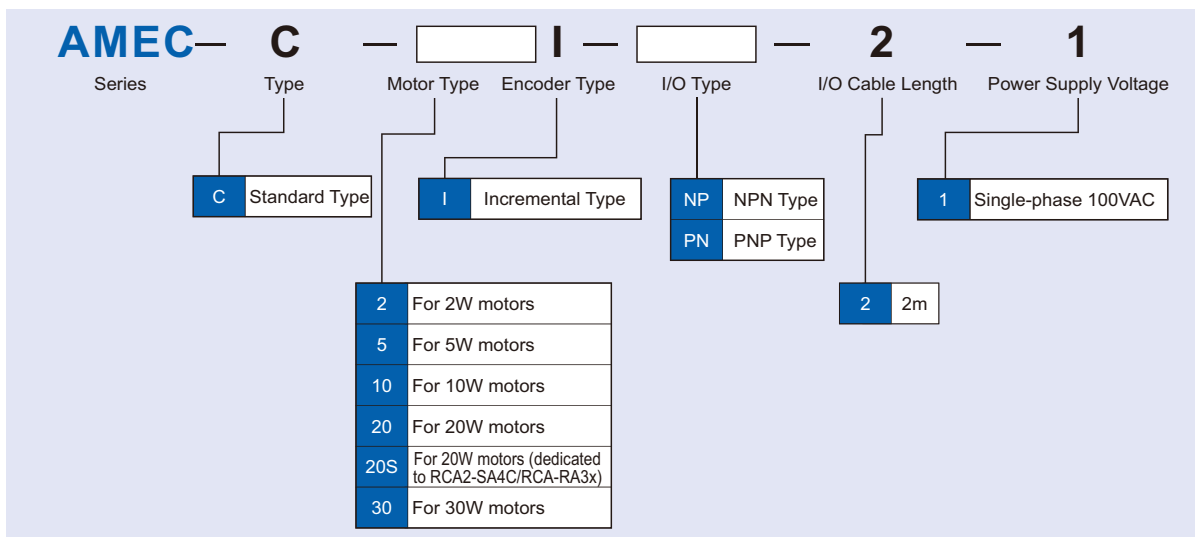 AMEC— C — I — — 2 — 1
Series Type Motor Type Encoder Type I/O Type I/O Cable Length Power Supply Voltage
C Standard Type
I Incremental Type
NP NPN Type
PN PNP Type
1 Single-phase 100VAC
2 2m
2 For 2W motors
5 For 5W motors
10 For 10W motors
20 For 20W motors
20S For 20W motors (dedicated
to RCA2-SA4C/RCA-RA3x)
30 For 30W motors